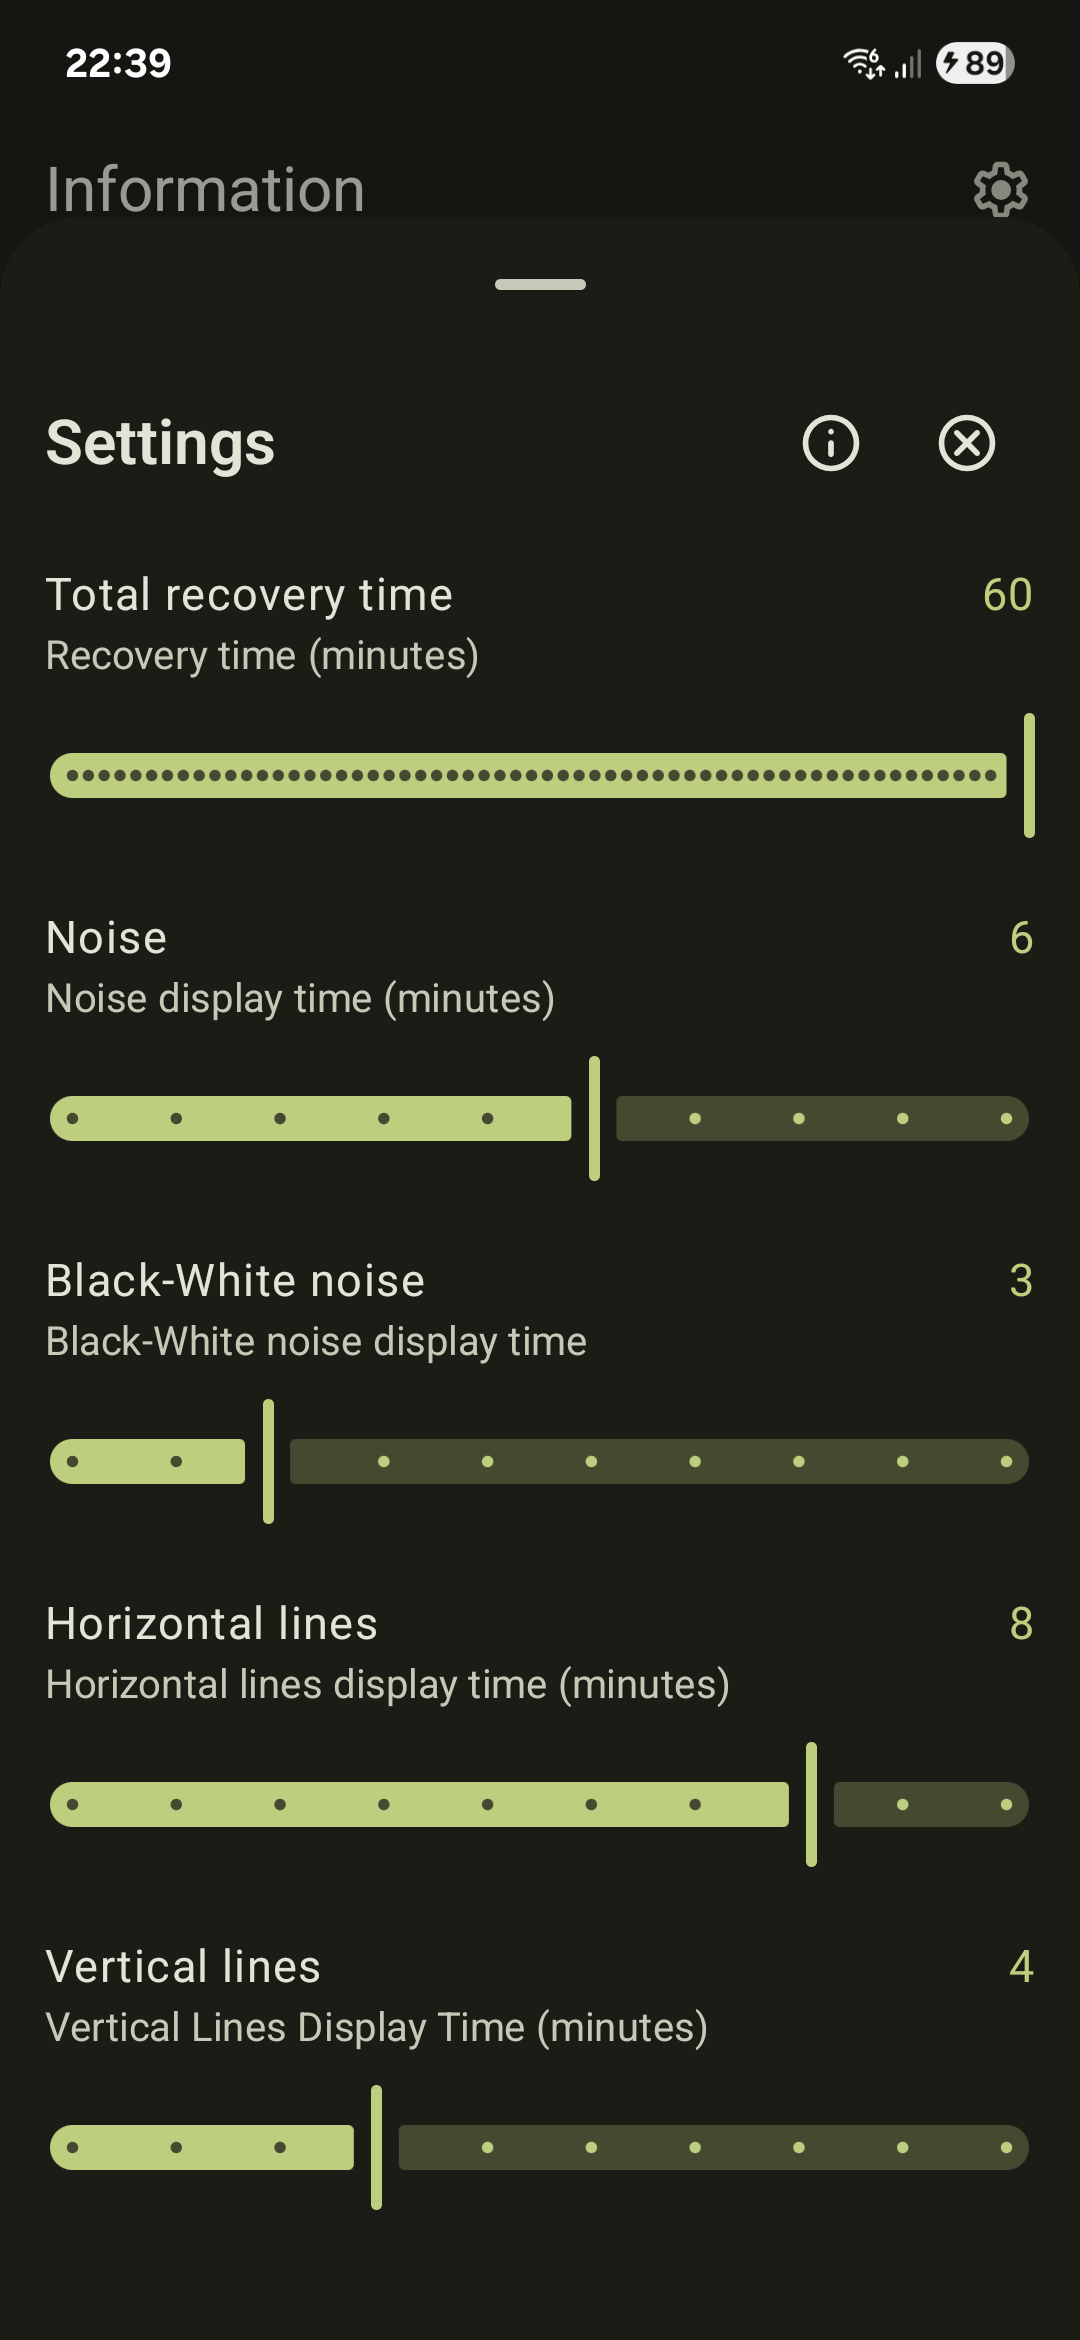 22:39
6
89
Information
Settings
Total recovery time
60
Recovery time (minutes)
Noise
6
Noise display time (minutes)
Black-White noise
3
Black-White noise display time
Horizontal lines
8
Horizontal lines display time (minutes)
Vertical lines
4
Vertical Lines Display Time (minutes)